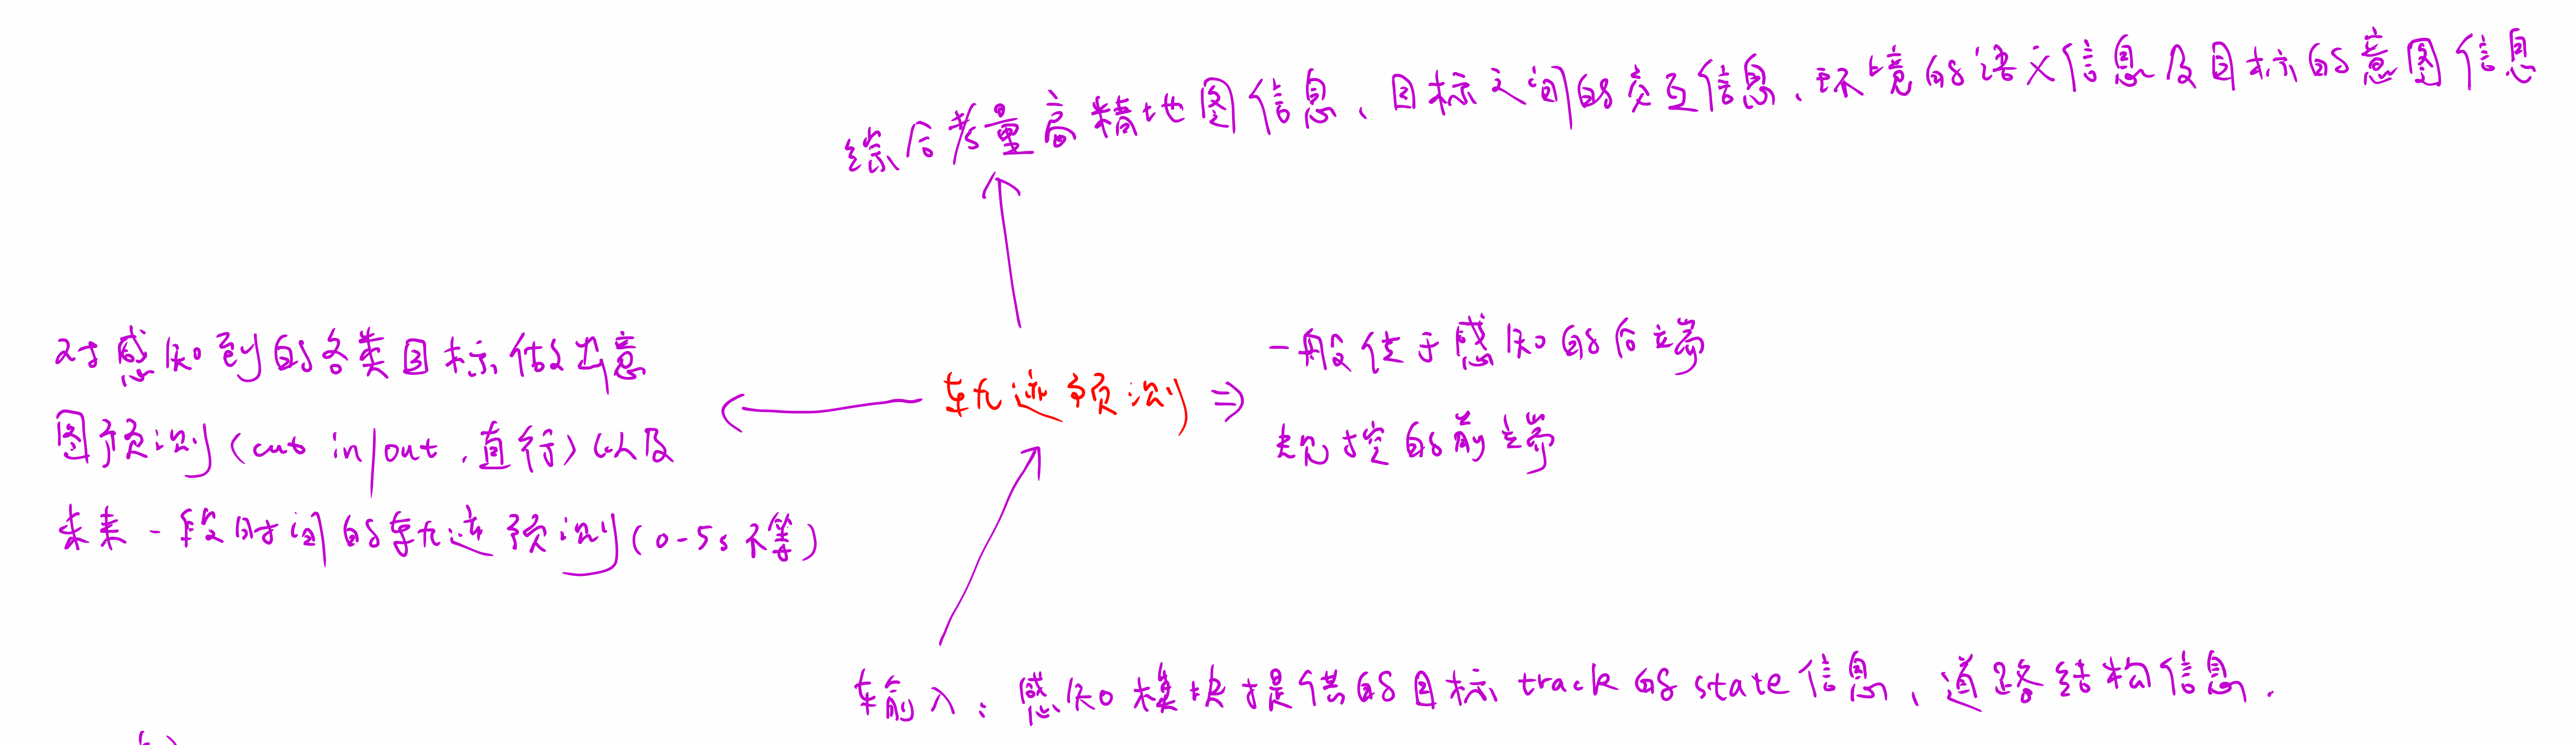 综合考量高精地图信息、目标之间的交互信息、环境的语义信息及目标的意图信息
对感知到的各类目标做出意
图预测(cut in/out，直行)以及
未来一段时间的轨迹预测(0-5s不等)
轨迹预测
一般位于感知的后端
规控的前端
输入：感知模块提供的目标track的state信息、道路结构信息.